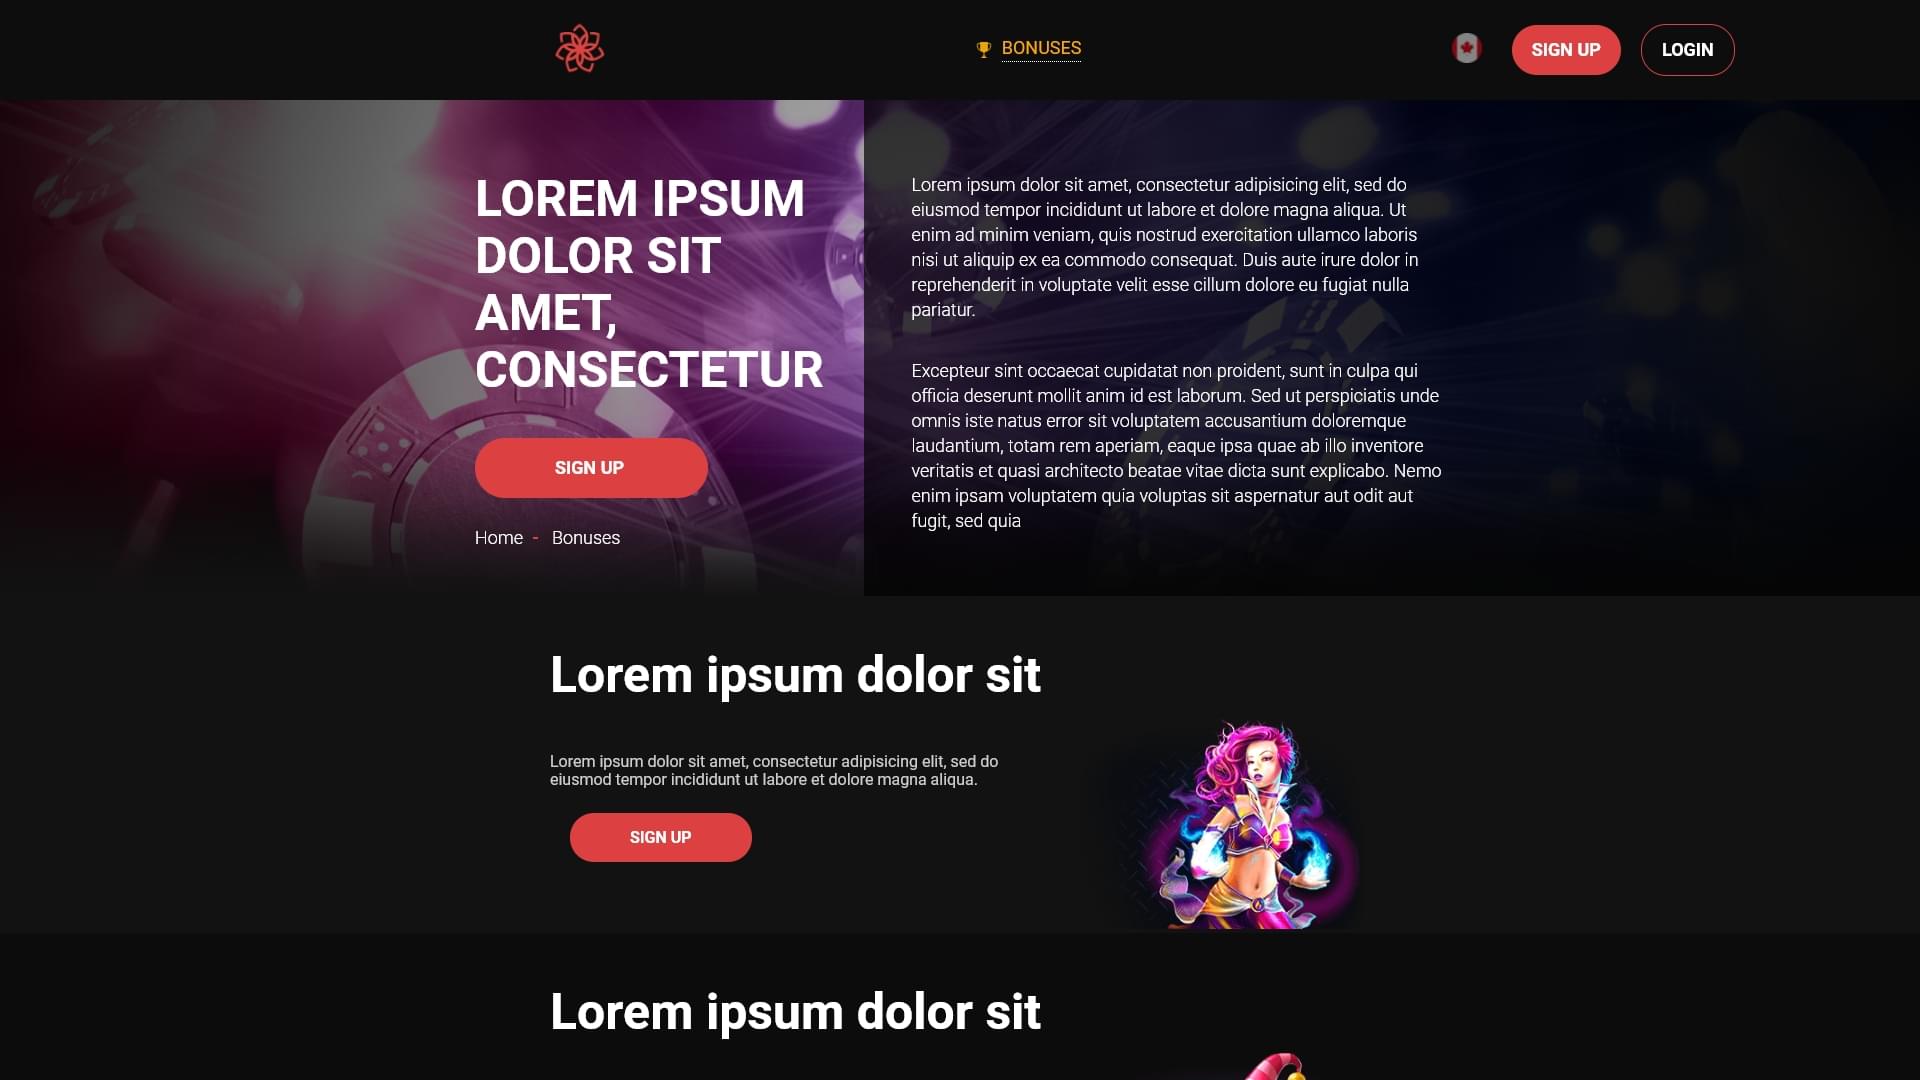 BONUSES
SIGN UP
LOGIN
LOREM IPSUM
DOLOR SIT
AMET,
CONSECTETUR
SIGN UP
Home - Bonuses
Lorem ipsum dolor sit amet, consectetur adipisicing elit, sed do
eiusmod tempor incididunt ut labore et dolore magna aliqua. Ut
enim ad minim veniam, quis nostrud exercitation ullamco laboris
nisi ut aliquip ex ea commodo consequat. Duis aute irure dolor in
reprehenderit in voluptate velit esse cillum dolore eu fugiat nulla
pariatur.
Excepteur sint occaecat cupidatat non proident, sunt in culpa qui
officia deserunt mollit anim id est laborum. Sed ut perspiciatis unde
omnis iste natus error sit voluptatem accusantium doloremque
laudantium, totam rem aperiam, eaque ipsa quae ab illo inventore
veritatis et quasi architecto beatae vitae dicta sunt explicabo. Nemo
enim ipsam voluptatem quia voluptas sit aspernatur aut odit aut
fugit, sed quia
Lorem ipsum dolor sit
Lorem ipsum dolor sit amet, consectetur adipisicing elit, sed do
eiusmod tempor incididunt ut labore et dolore magna aliqua.
SIGN UP
Lorem ipsum dolor sit